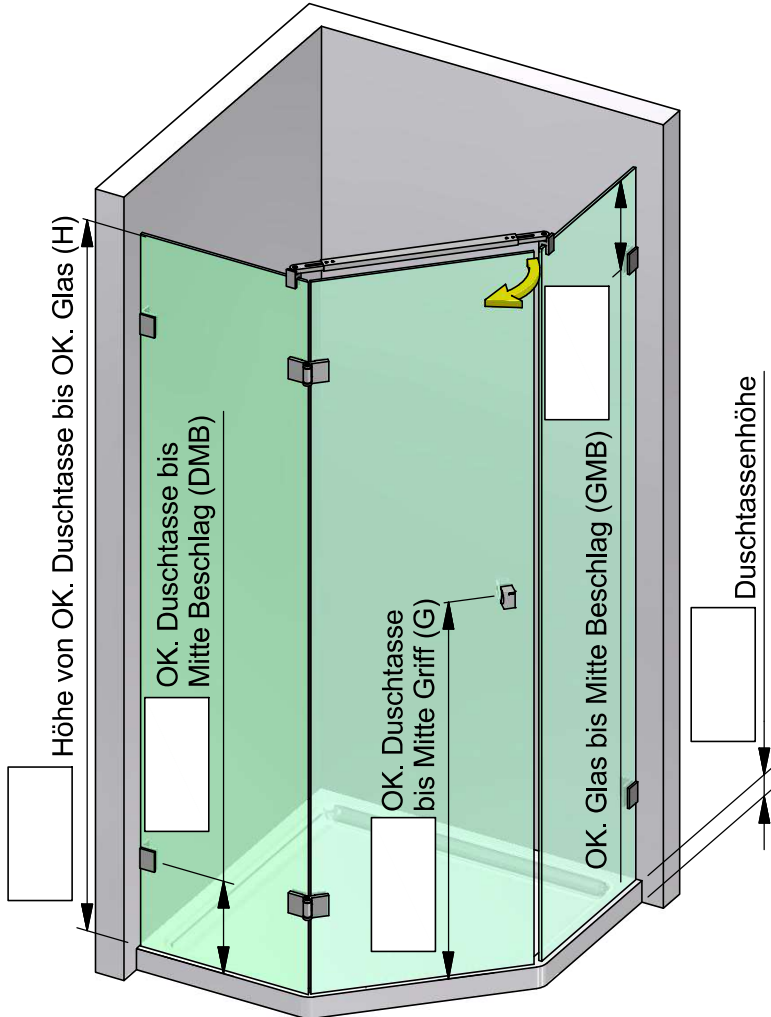 Höhe von OK. Duschtasse bis OK. Glas (H)
OK. Duschtasse bis
Mitte Beschlag (DMB)
OK. Duschtasse
bis Mitte Griff (G)
OK. Glas bis Mitte Beschlag (GMB)
Duschtassenhöhe